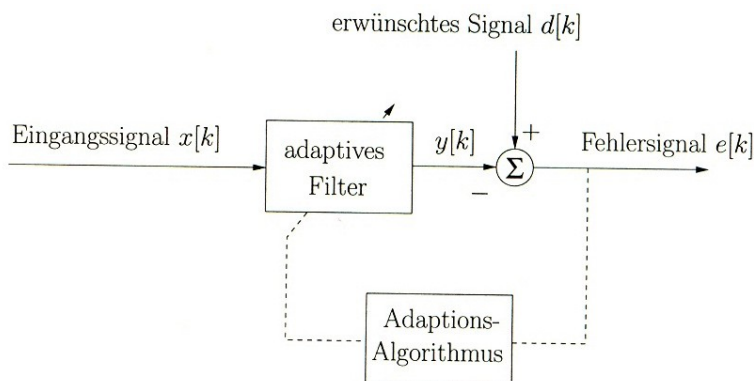 erwünschtes Signal d[k]
Eingangssignal x[k]
adaptives
Filter
y[k]
+
Σ
−
Fehlersignal e[k]
Adaptions-
Algorithmus